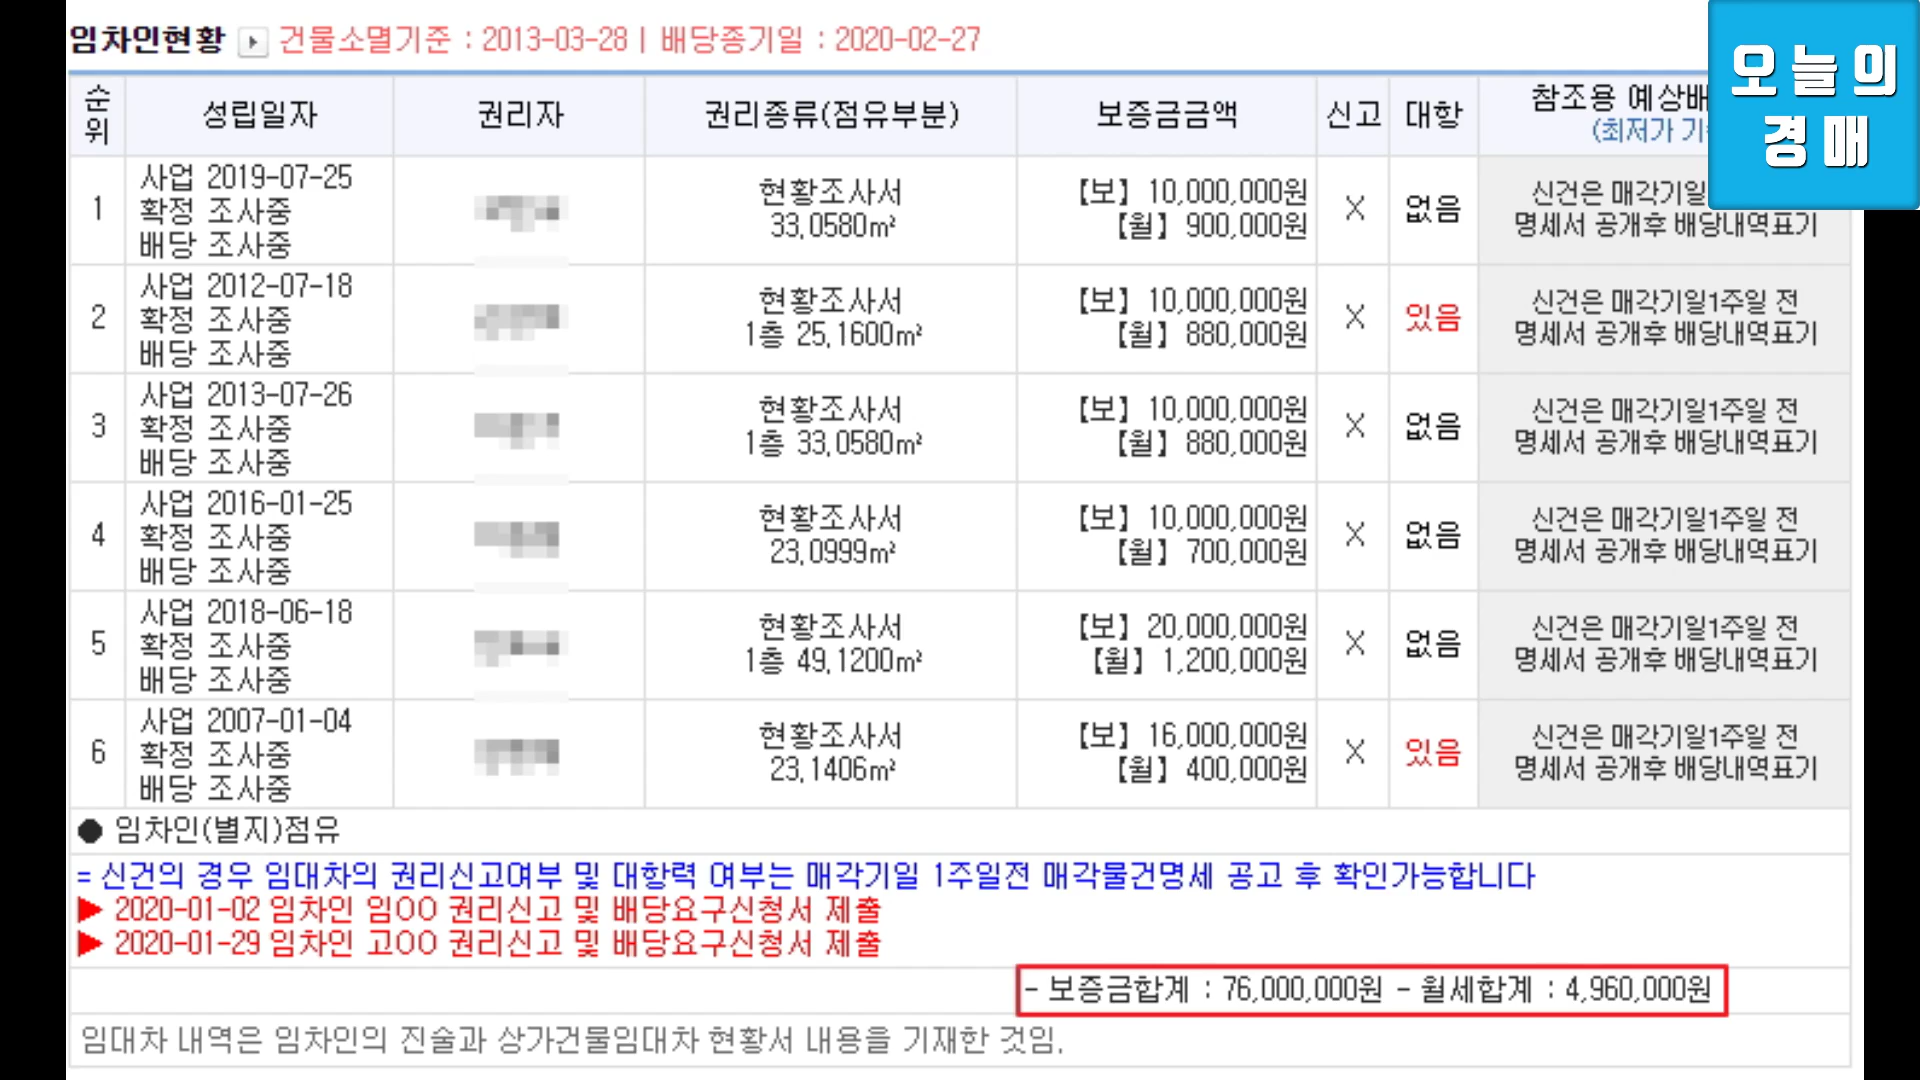 임차인현황 건물소멸기준 : 2013-03-28 | 배당종기일 : 2020-02-27
오늘의
경매
순위 성립일자 권리자 권리종류(점유부분) 보증금금액 신고 대항 참조용 예상배
(최저가 기
1 사업 2019-07-25 확정 조사중 배당 조사중 현황조사서 33,0580㎡ 【보】 10,000,000원 【월】 900,000원 X 없음 신건은 매각기일 명세서 공개후 배당내역표기
2 사업 2012-07-18 확정 조사중 배당 조사중 현황조사서 1층 25,1600㎡ 【보】 10,000,000원 【월】 880,000원 X 있음 신건은 매각기일1주일 전 명세서 공개후 배당내역표기
3 사업 2013-07-26 확정 조사중 배당 조사중 현황조사서 1층 33,0580㎡ 【보】 10,000,000원 【월】 880,000원 X 없음 신건은 매각기일1주일 전 명세서 공개후 배당내역표기
4 사업 2016-01-25 확정 조사중 배당 조사중 현황조사서 23,0999㎡ 【보】 10,000,000원 【월】 700,000원 X 없음 신건은 매각기일1주일 전 명세서 공개후 배당내역표기
5 사업 2018-06-18 확정 조사중 배당 조사중 현황조사서 1층 49,1200㎡ 【보】 20,000,000원 【월】 1,200,000원 X 없음 신건은 매각기일1주일 전 명세서 공개후 배당내역표기
6 사업 2007-01-04 확정 조사중 배당 조사중 현황조사서 23,1406㎡ 【보】 16,000,000원 【월】 400,000원 X 있음 신건은 매각기일1주일 전 명세서 공개후 배당내역표기
● 임차인(별지)점유
= 신건의 경우 임대차의 권리신고여부 및 대항력 여부는 매각기일 1주일전 매각물건명세 공고 후 확인가능합니다
▶ 2020-01-02 임차인 임OO 권리신고 및 배당요구신청서 제출
▶ 2020-01-29 임차인 고OO 권리신고 및 배당요구신청서 제출
- 보증금합계 : 76,000,000원 - 월세합계 : 4,960,000원
임대차 내역은 임차인의 진술과 상가건물임대차 현황서 내용을 기재한 것임.